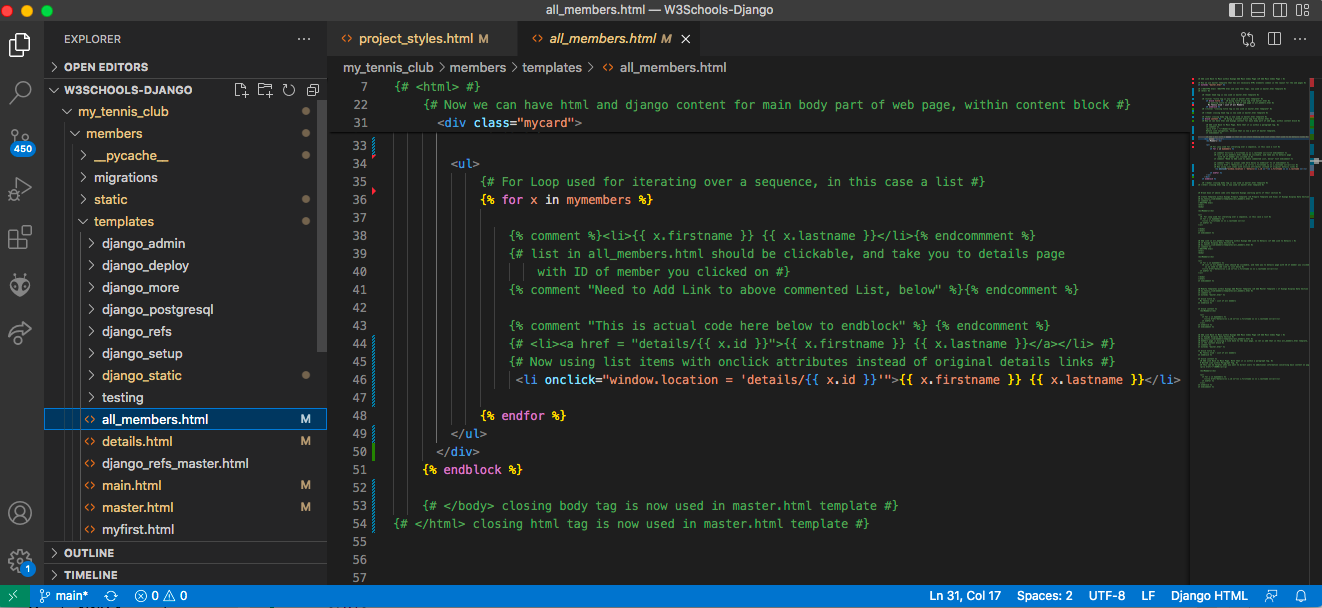 all_members.html — W3Schools-Django
EXPLORER
OPEN EDITORS
W3SCHOOLS-DJANGO
my_tennis_club
members
__pycache__
migrations
static
templates
django_admin
django_deploy
django_more
django_postgresql
django_refs
django_setup
django_static
testing
all_members.html M
details.html M
django_refs_master.html
main.html M
master.html M
myfirst.html
OUTLINE
TIMELINE
450
1
project_styles.html M
all_members.html M
my_tennis_club > members > templates > all_members.html
7 {# <html> #}
22 {# Now we can have html and django content for main body part of web page, within content block #}
31 <div class="mycard">
33
34 <ul>
35 {# For Loop used for iterating over a sequence, in this case a list #}
36 {% for x in mymembers %}
37
38 {% comment %}<li>{{ x.firstname }} {{ x.lastname }}</li>{% endcommment %}
39 {# list in all_members.html should be clickable, and take you to details page
40 with ID of member you clicked on #}
41 {% comment "Need to Add Link to above commented List, below" %}{% endcomment %}
42
43 {% comment "This is actual code here below to endblock" %} {% endcomment %}
44 {# <li><a href = "details/{{ x.id }}">{{ x.firstname }} {{ x.lastname }}</a></li> #}
45 {# Now using list items with onclick attributes instead of original details links #}
46 <li onclick="window.location = 'details/{{ x.id }}'">{{ x.firstname }} {{ x.lastname }}</li>
47
48 {% endfor %}
49 </ul>
50 </div>
51 {% endblock %}
52
53 {# </body> closing body tag is now used in master.html template #}
54 {# </html> closing html tag is now used in master.html template #}
55
56
57
main* 0 0 Ln 31, Col 17 Spaces: 2 UTF-8 LF Django HTML